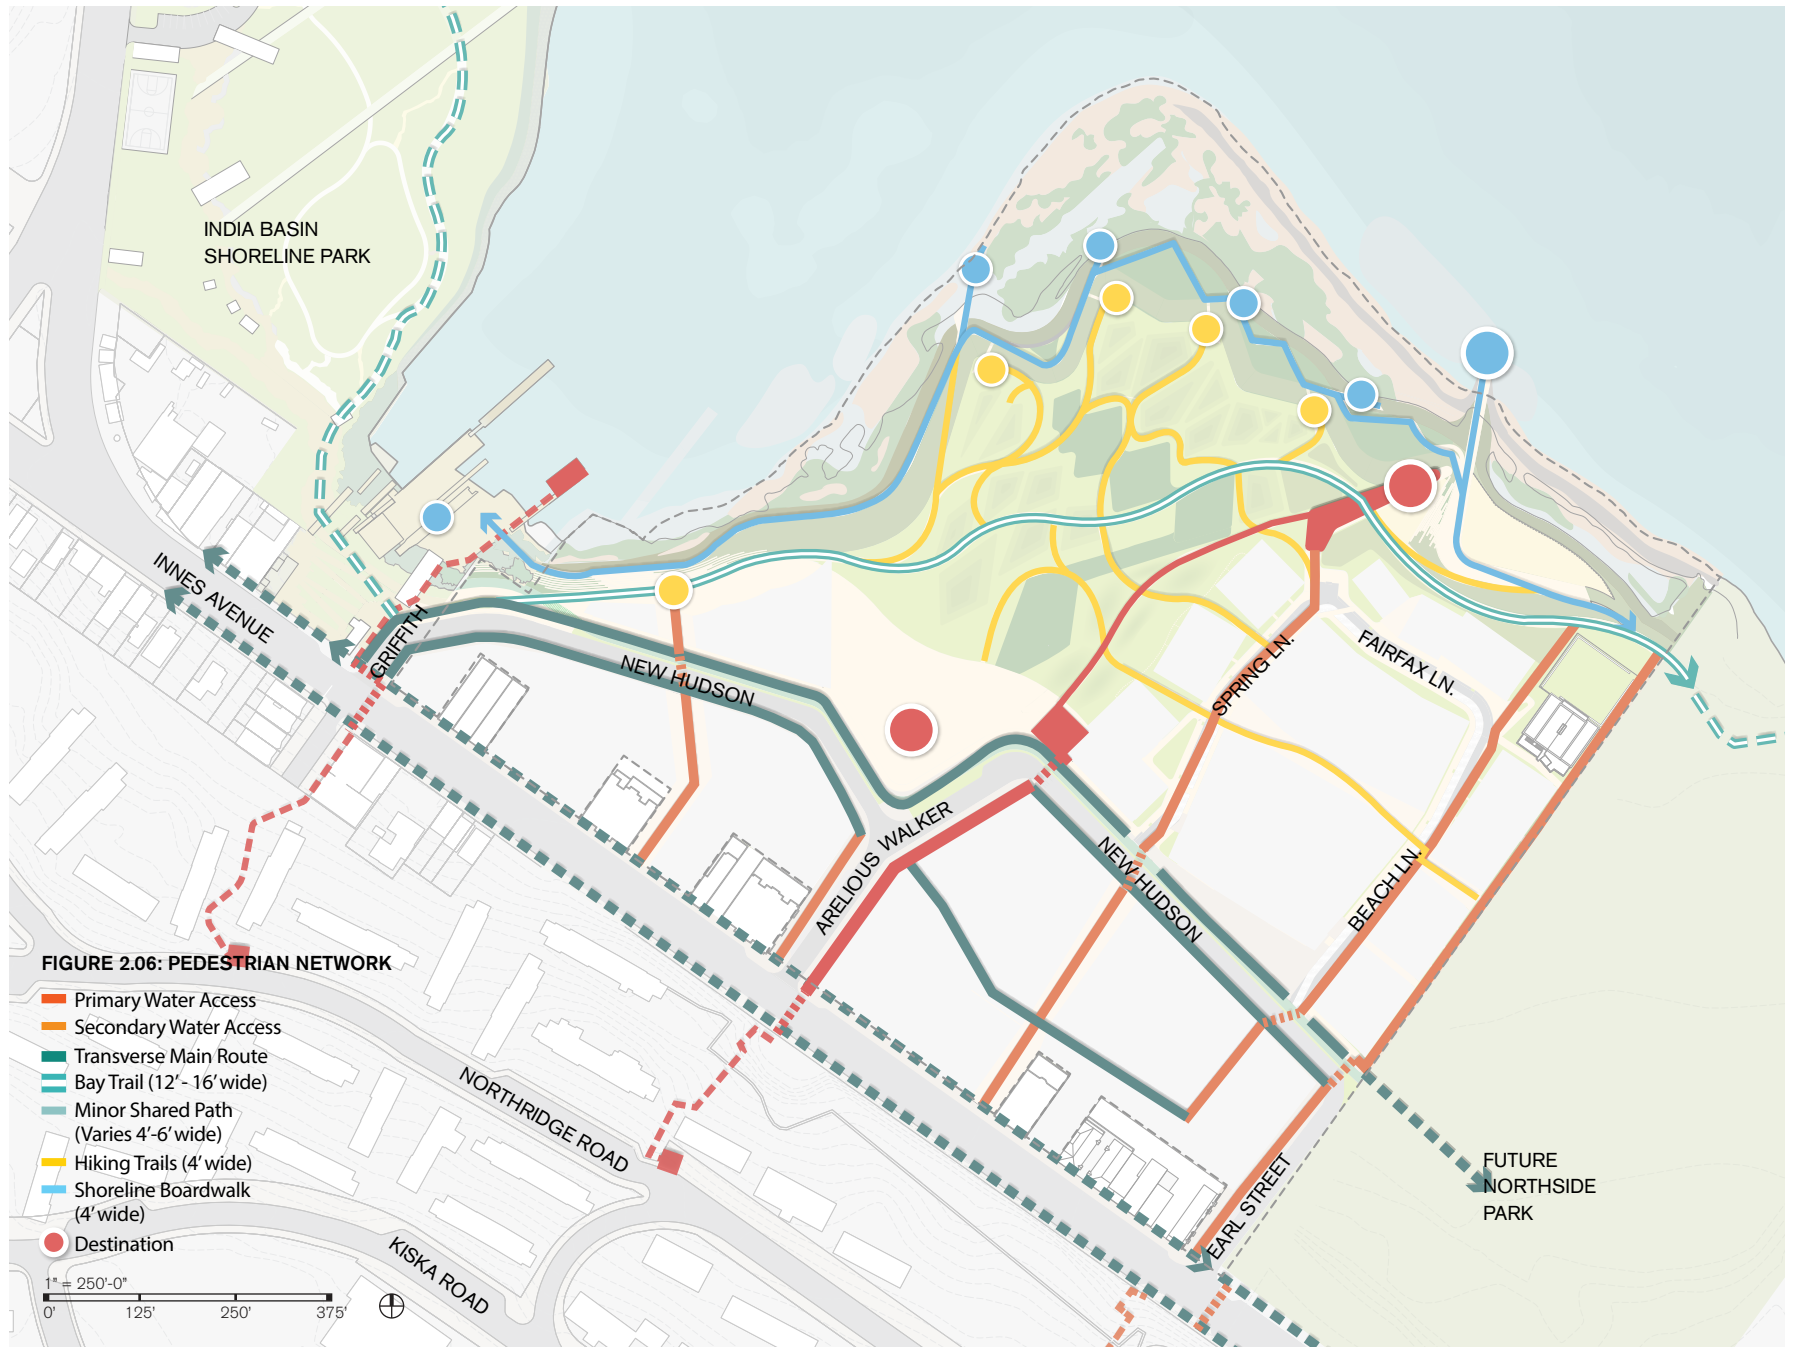 INDIA BASIN
SHORELINE PARK
INNES AVENUE
GRIFFITH
NEW HUDSON
SPRING LN.
FAIRFAX LN.
ARELIOUS WALKER
NEW HUDSON
BEACH LN.
NORTHRIDGE ROAD
KISKA ROAD
EARL STREET
FUTURE
NORTHSIDE
PARK
FIGURE 2.06: PEDESTRIAN NETWORK
Primary Water Access
Secondary Water Access
Transverse Main Route
Bay Trail (12' - 16' wide)
Minor Shared Path
(Varies 4'-6' wide)
Hiking Trails (4' wide)
Shoreline Boardwalk
(4' wide)
Destination
1" = 250'-0"
0' 125' 250' 375'